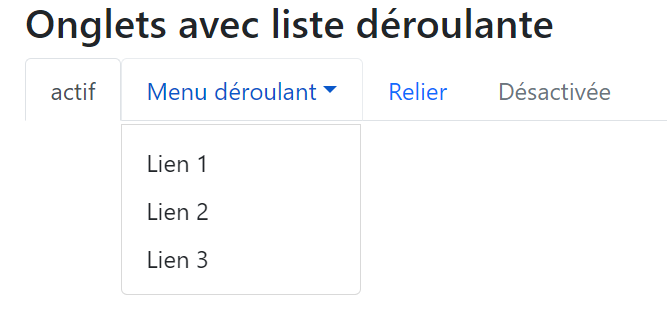 Onglets avec liste déroulante
actif Menu déroulant Relier Désactivée
Lien 1
Lien 2
Lien 3